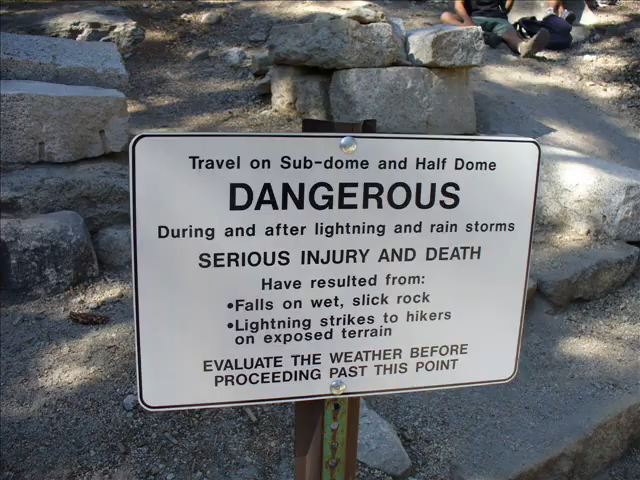 Travel on Sub-dome and Half Dome
DANGEROUS
During and after lightning and rain storms
SERIOUS INJURY AND DEATH
Have resulted from:
•Falls on wet, slick rock
•Lightning strikes to hikers
on exposed terrain
EVALUATE THE WEATHER BEFORE
PROCEEDING PAST THIS POINT